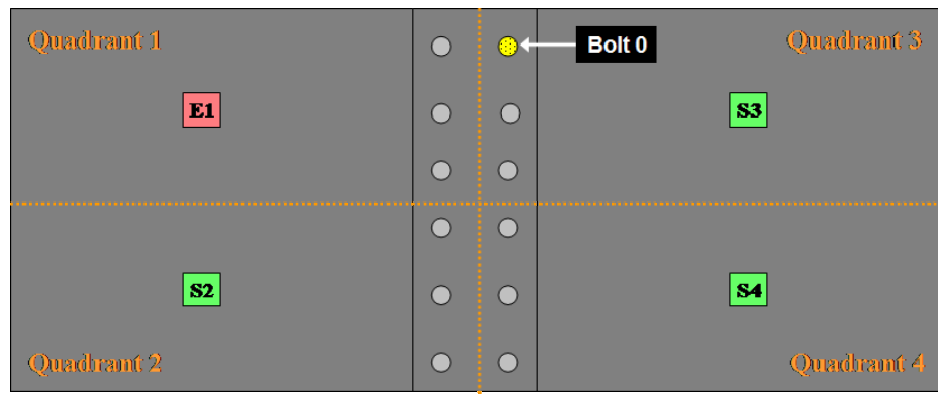 Quadrant 1
Bolt 0
Quadrant 3
E1
S3
S2
S4
Quadrant 2
Quadrant 4